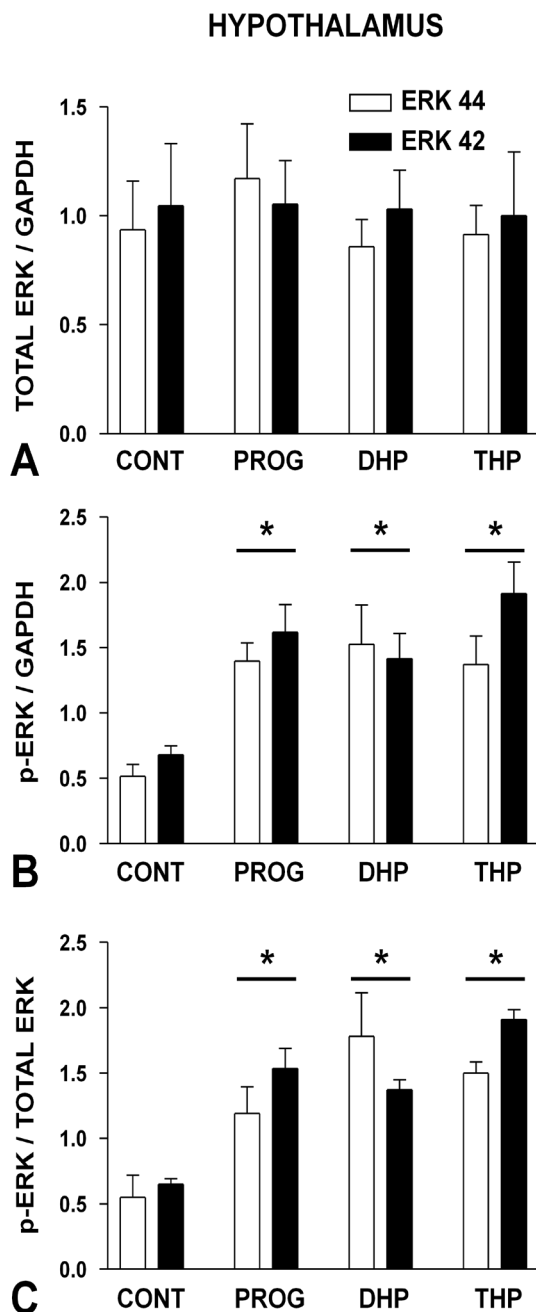 HYPOTHALAMUS
ERK 44
ERK 42
TOTAL ERK / GAPDH
1.5
1.0
0.5
0.0
CONT PROG DHP THP
A
p-ERK / GAPDH
2.5
2.0
1.5
1.0
0.5
0.0
* * *
CONT PROG DHP THP
B
p-ERK / TOTAL ERK
2.5
2.0
1.5
1.0
0.5
0.0
* * *
CONT PROG DHP THP
C